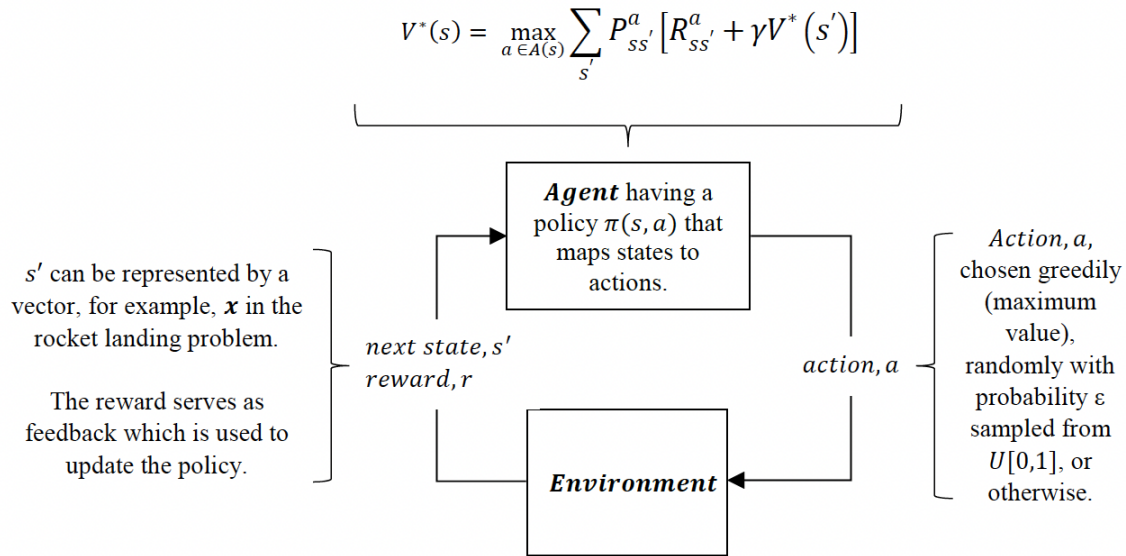 V*(s) = max_{a ∈A(s)} ∑_{s′} P^a_{ss′} [R^a_{ss′} + γV*(s′)]
Agent having a
policy π(s, a) that
maps states to
actions.
s′ can be represented by a
vector, for example, x in the
rocket landing problem.
The reward serves as
feedback which is used to
update the policy.
next state, s′
reward, r
action, a
Action, a,
chosen greedily
(maximum
value),
randomly with
probability ε
sampled from
U[0,1], or
otherwise.
Environment